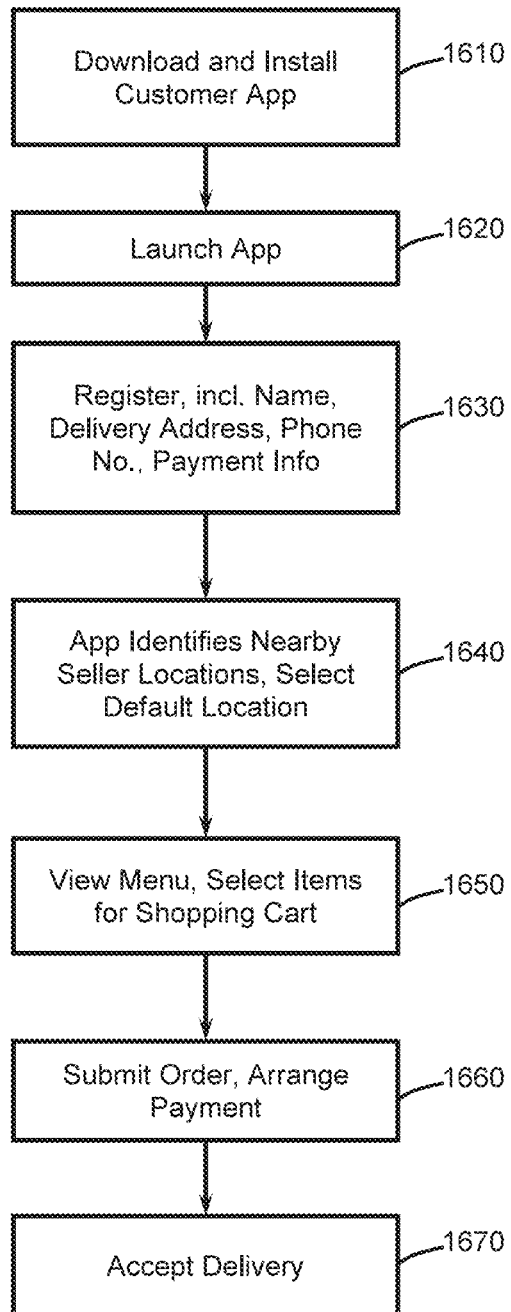 Download and Install
Customer App
1610
Launch App
1620
Register, incl. Name,
Delivery Address, Phone
No., Payment Info
1630
App Identifies Nearby
Seller Locations, Select
Default Location
1640
View Menu, Select Items
for Shopping Cart
1650
Submit Order, Arrange
Payment
1660
Accept Delivery
1670